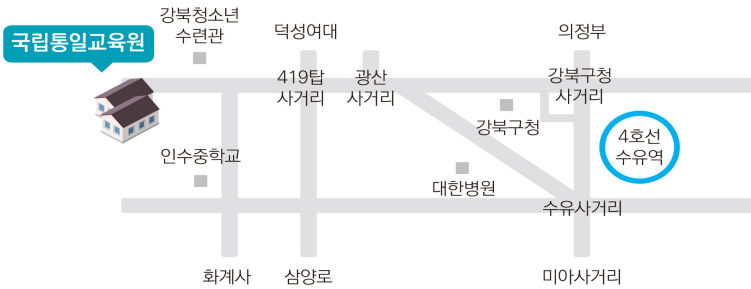 강북청소년
수련관
덕성여대
의정부
국립통일교육원
419탑
사거리
광산
사거리
강북구청
사거리
강북구청
4호선
수유역
인수중학교
대한병원
수유사거리
화계사
삼양로
미아사거리